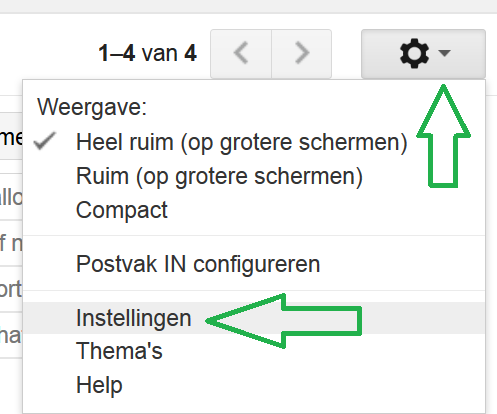 1–4 van 4
Weergave:
Heel ruim (op grotere schermen)
Ruim (op grotere schermen)
Compact
Postvak IN configureren
Instellingen
Thema's
Help